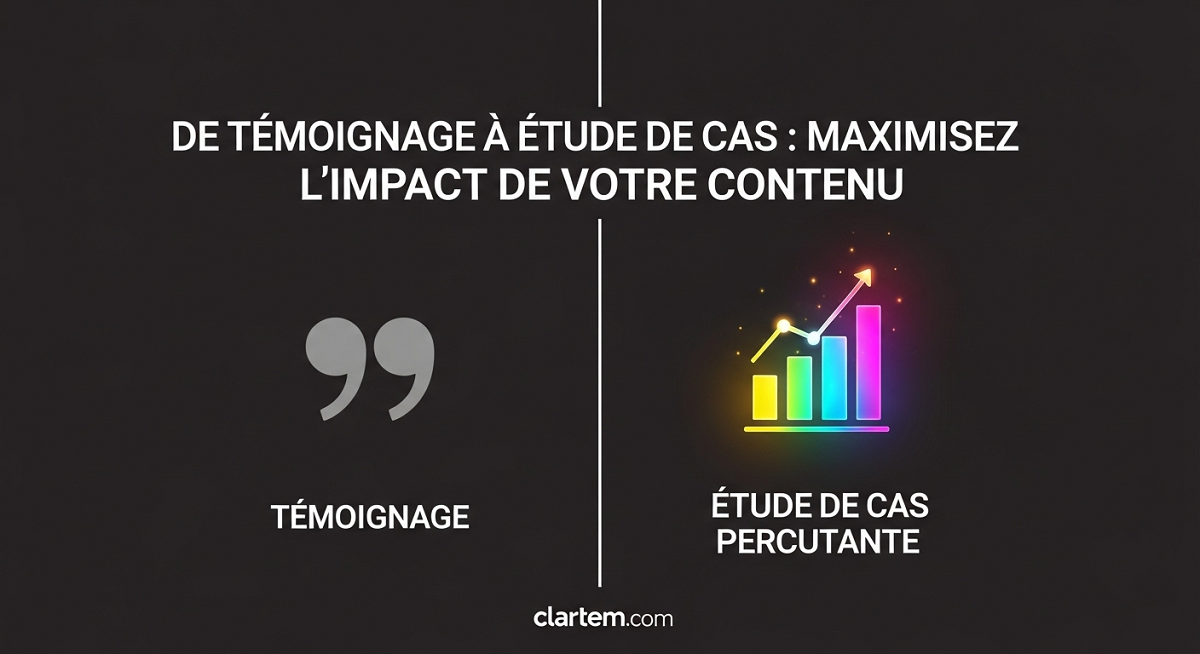 DE TÉMOIGNAGE À ÉTUDE DE CAS : MAXIMISEZ
L’IMPACT DE VOTRE CONTENU
TÉMOIGNAGE
ÉTUDE DE CAS
PERCUTANTE
clartem.com